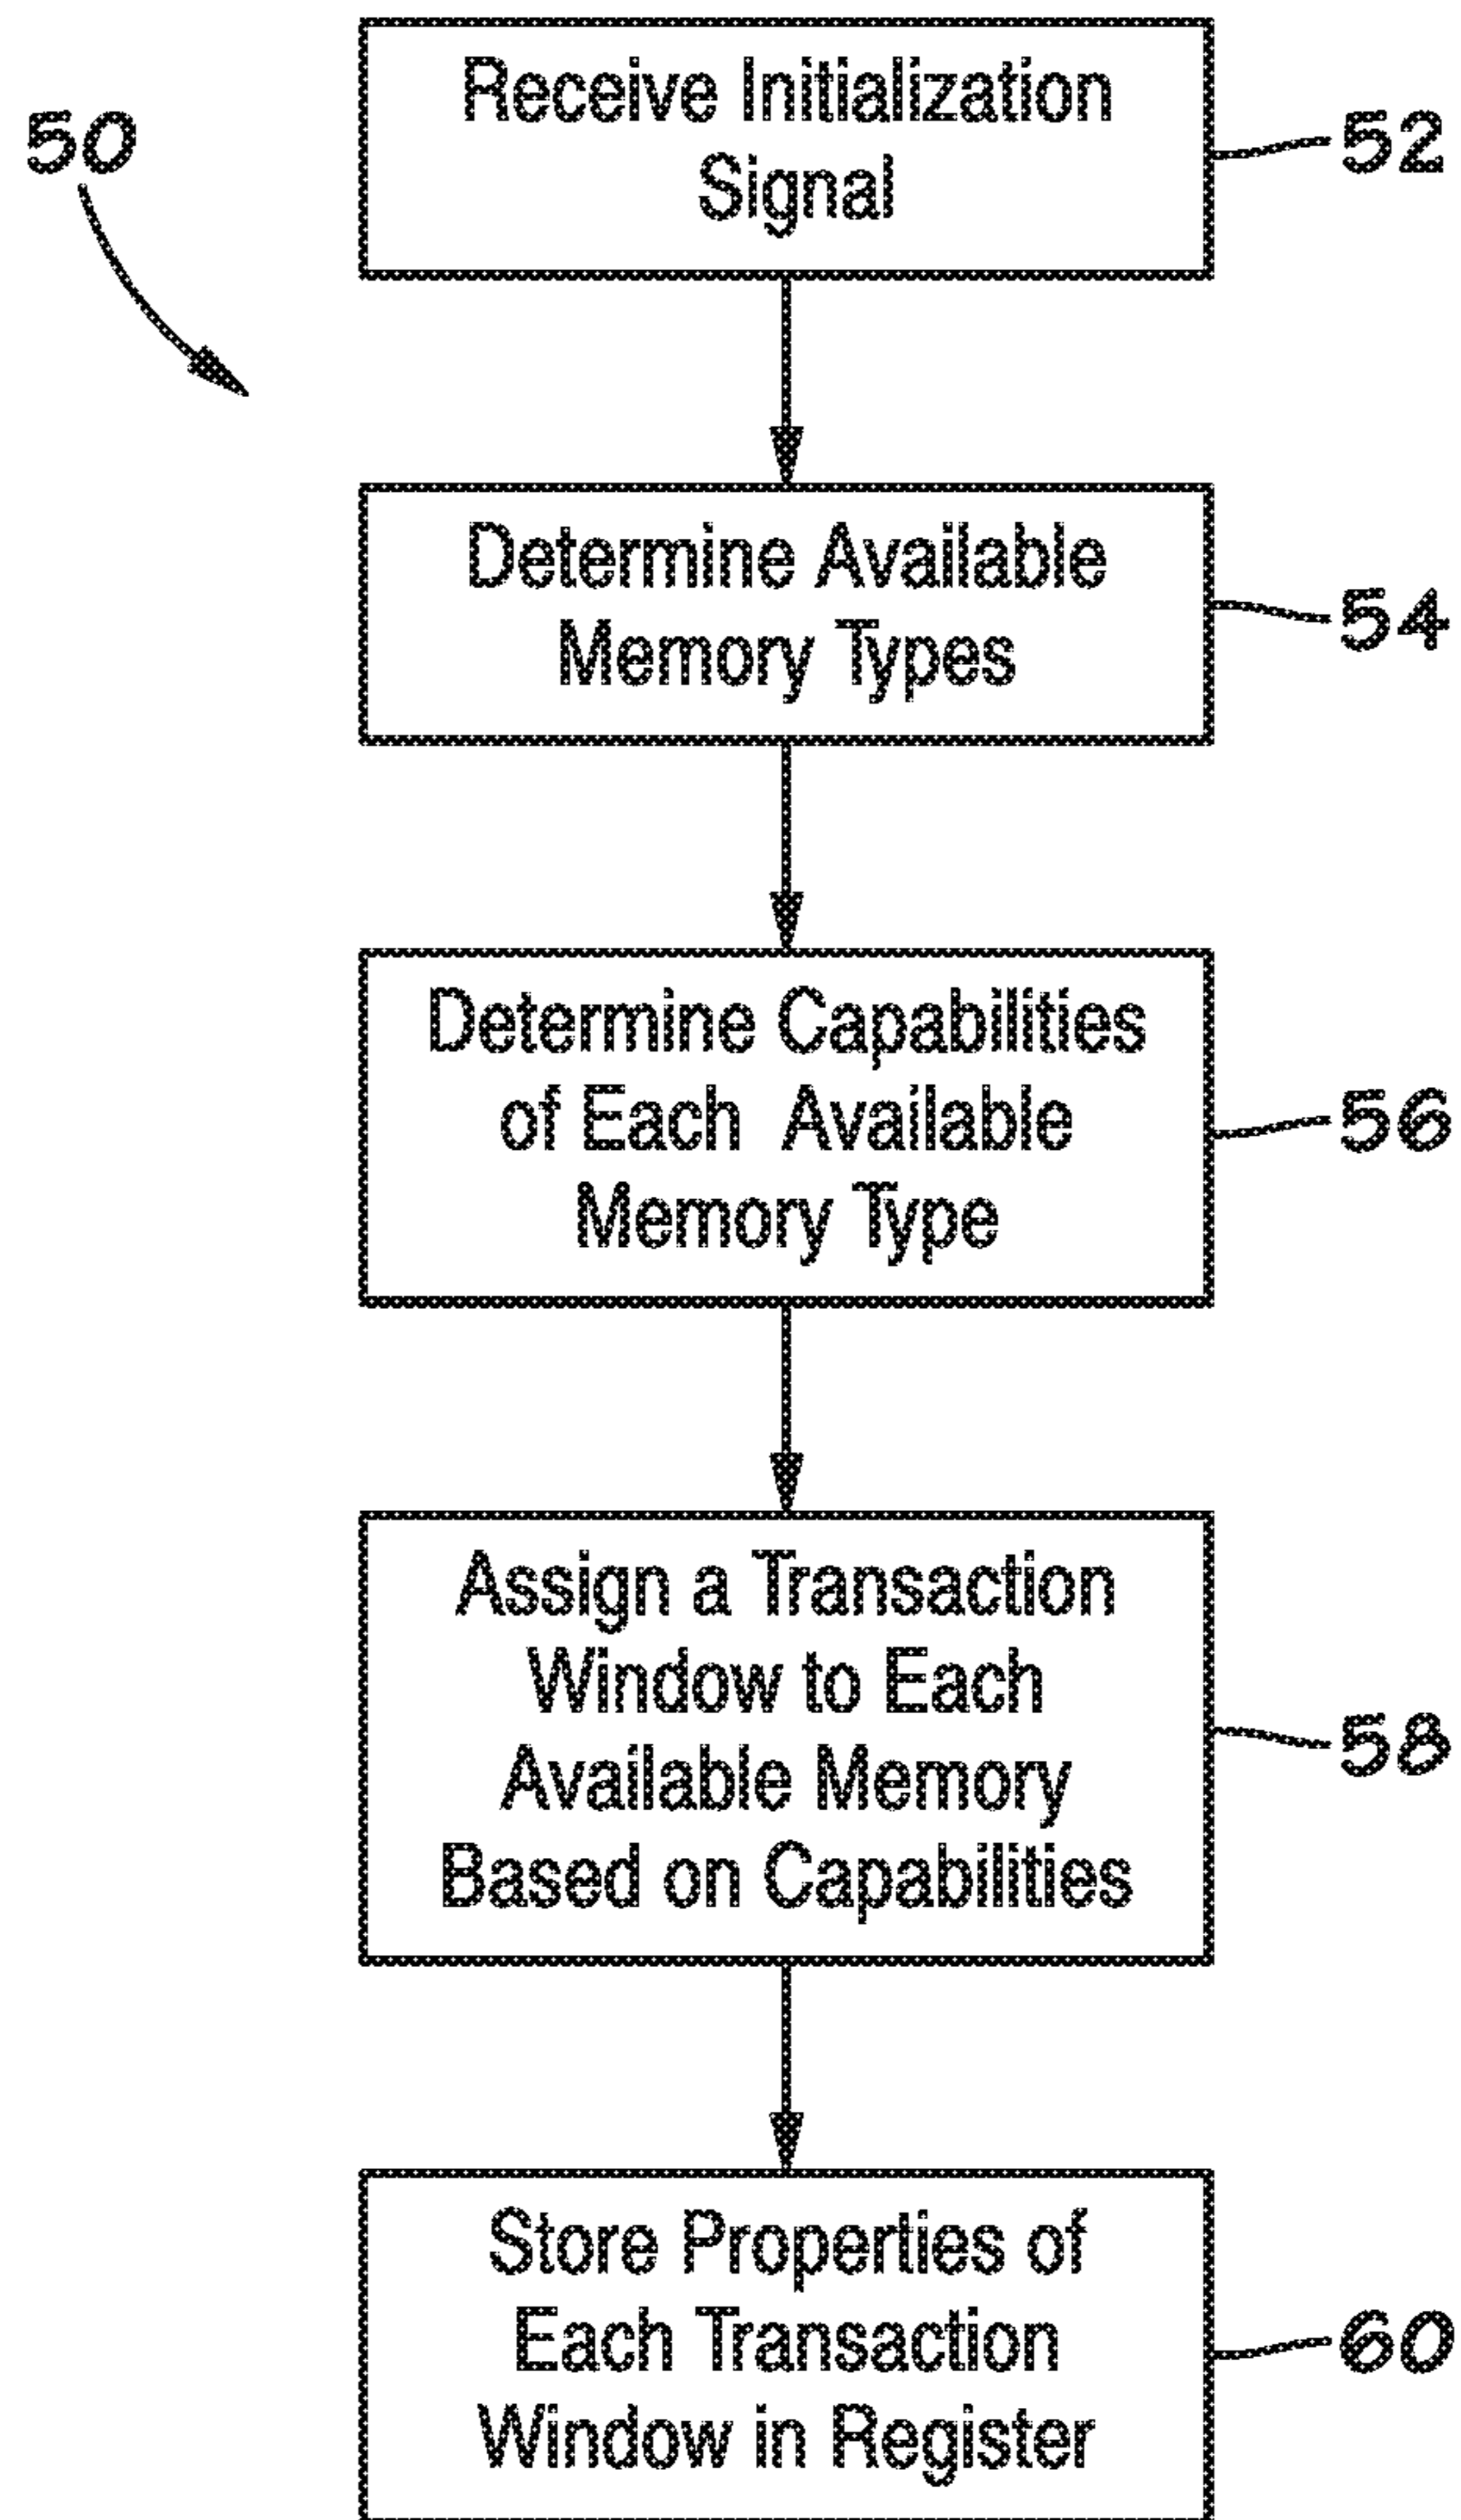 50
Receive Initialization
Signal
52
Determine Available
Memory Types
54
Determine Capabilities
of Each Available
Memory Type
56
Assign a Transaction
Window to Each
Available Memory
Based on Capabilities
58
Store Properties of
Each Transaction
Window in Register
60